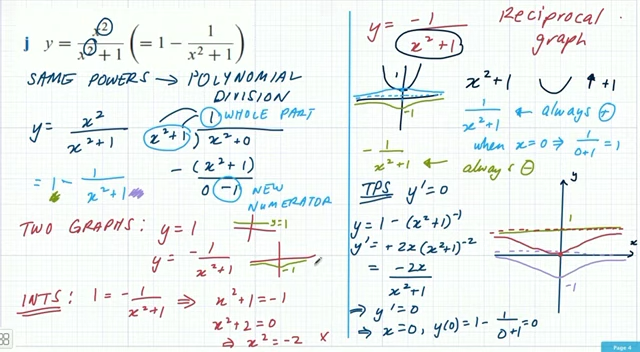 j y = x²/(x² + 1) (= 1 − 1/(x² + 1))
SAME POWERS → POLYNOMIAL DIVISION
y = x²/(x²+1)
1 WHOLE PART
x²+1 ) x²+0
−(x²+1)
0 −1 NEW NUMERATOR
= 1 − 1/(x²+1)
TWO GRAPHS: y = 1
y=1
y = −1/(x²+1)
−1
INTS: 1 = −1/(x²+1) ⇒ x²+1 = −1
x²+2 = 0
⇒ x² = −2 x
y = −1/(x²+1)
Reciprocal graph
1
−1
x²+1 ↑ +1
1/(x²+1) ← always +
when x=0 ⇒ 1/(0+1) = 1
−1/(x²+1) ← always ⊖
TPS y' = 0
y = 1 − (x²+1)⁻¹
y' = + 2x(x²+1)⁻²
= −2x/(x²+1)
⇒ y' = 0
⇒ x = 0, y(0) = 1 − 1/(0+1) = 0
y
1
x
−1
Page 4